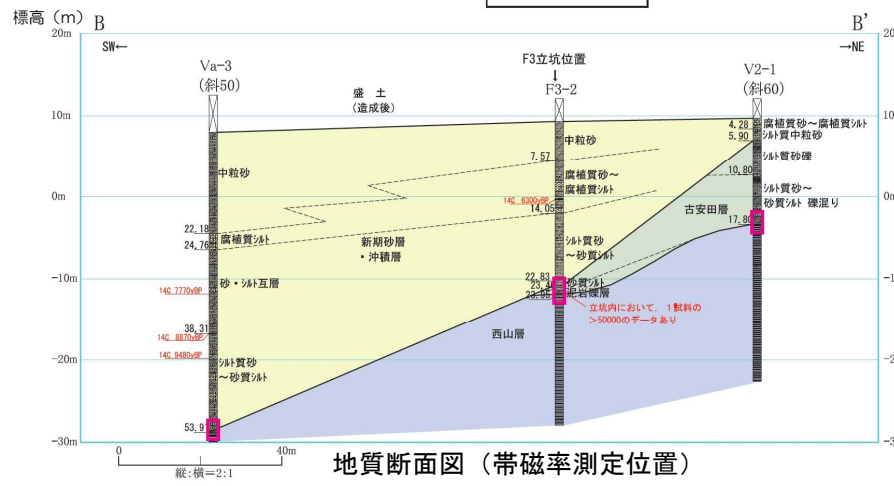 標高（m）
B
B'
20m
20
SW←
→NE
Va-3
(斜50)
盛 土
(造成後)
F3立坑位置
↓
F3-2
V2-1
(斜60)
10m
10
4.28
腐植質砂～腐植質シルト
5.90
シルト質中粒砂
中粒砂
中粒砂
7.57
シルト質砂礫
10.80
腐植質砂～
腐植質シルト
シルト質砂～
砂質シルト 礫混り
0m
0m
14C 6300yBP
14.05
古安田層
17.80
22.18
腐植質シルト
24.76
新期砂層
・沖積層
シルト質砂
～砂質シルト
砂・シルト互層
14C 7770yBP
-10m
-1
22.83
砂質シルト
23.4
泥岩礫層
23.95
立坑内において、1試料の
>50000のデータあり
38.31
14C 8870yBP
西山層
14C 9480yBP
シルト質砂
～砂質シルト
-20m
-2
53.97
-30m
-3
0
40m
縦:横=2:1
地質断面図（帯磁率測定位置）